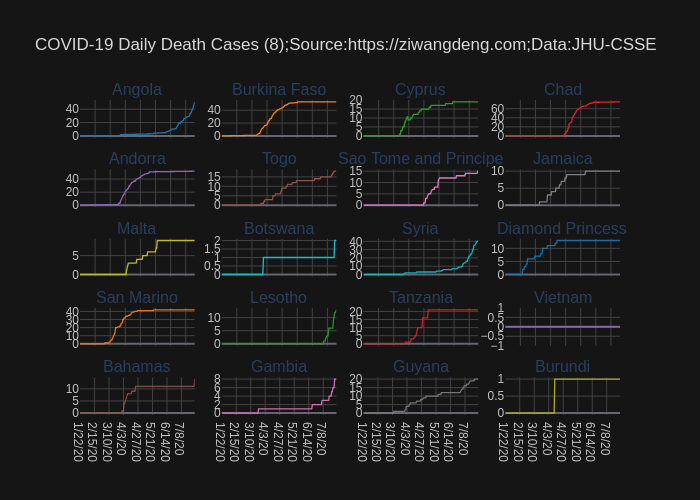 COVID-19 Daily Death Cases (8);Source:https://ziwangdeng.com;Data:JHU-CSSE
Angola Burkina Faso Cyprus Chad
40 20 0 40 20 0 20 15 10 5 0 60 40 20 0
Andorra Togo Sao Tome and Principe Jamaica
40 20 0 15 10 5 0 15 10 5 0 10 5 0
Malta Botswana Syria Diamond Princess
5 0 2 1.5 1 0.5 0 40 30 20 10 0 10 5 0
San Marino Lesotho Tanzania Vietnam
40 30 20 10 0 10 5 0 20 15 10 5 0 1 0.5 0 −0.5 −1
Bahamas Gambia Guyana Burundi
10 5 0 8 6 4 2 0 20 15 10 5 0 1 0.5 0
1/22/20 2/15/20 3/10/20 4/3/20 4/27/20 5/21/20 6/14/20 7/8/20 1/22/20 2/15/20 3/10/20 4/3/20 4/27/20 5/21/20 6/14/20 7/8/20 1/22/20 2/15/20 3/10/20 4/3/20 4/27/20 5/21/20 6/14/20 7/8/20 1/22/20 2/15/20 3/10/20 4/3/20 4/27/20 5/21/20 6/14/20 7/8/20